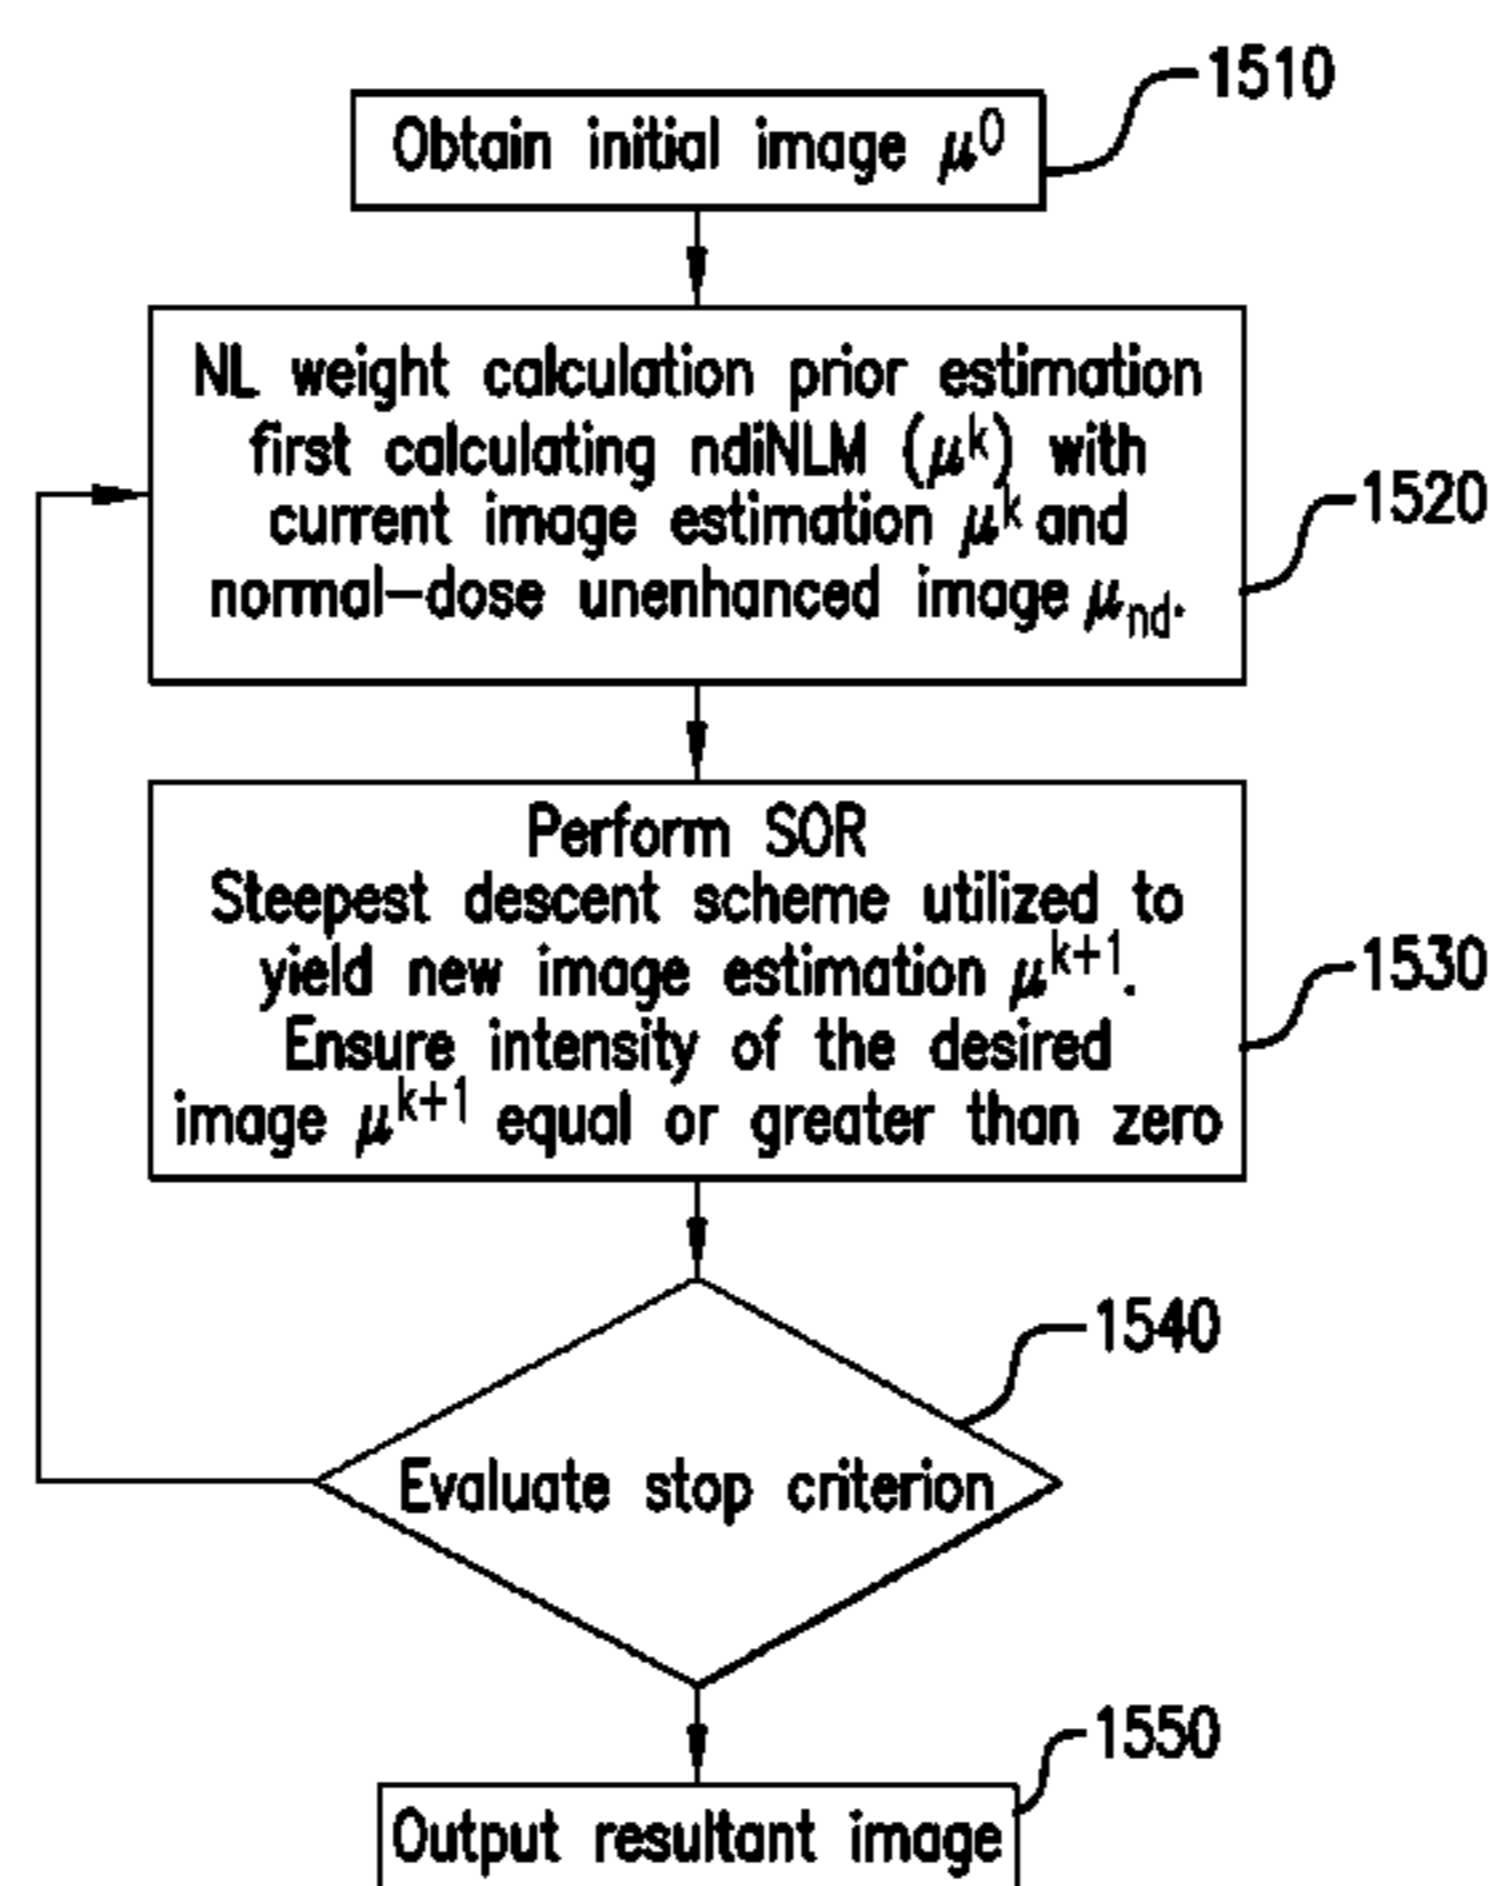 1510
Obtain initial image μ⁰
NL weight calculation prior estimation
first calculating ndiNLM (μᵏ) with
current image estimation μᵏ and
1520
normal-dose unenhanced image μnd.
Perform SOR
Steepest descent scheme utilized to
yield new image estimation μᵏ⁺¹.
1530
Ensure intensity of the desired
image μᵏ⁺¹ equal or greater than zero
1540
Evaluate stop criterion
1550
Output resultant image